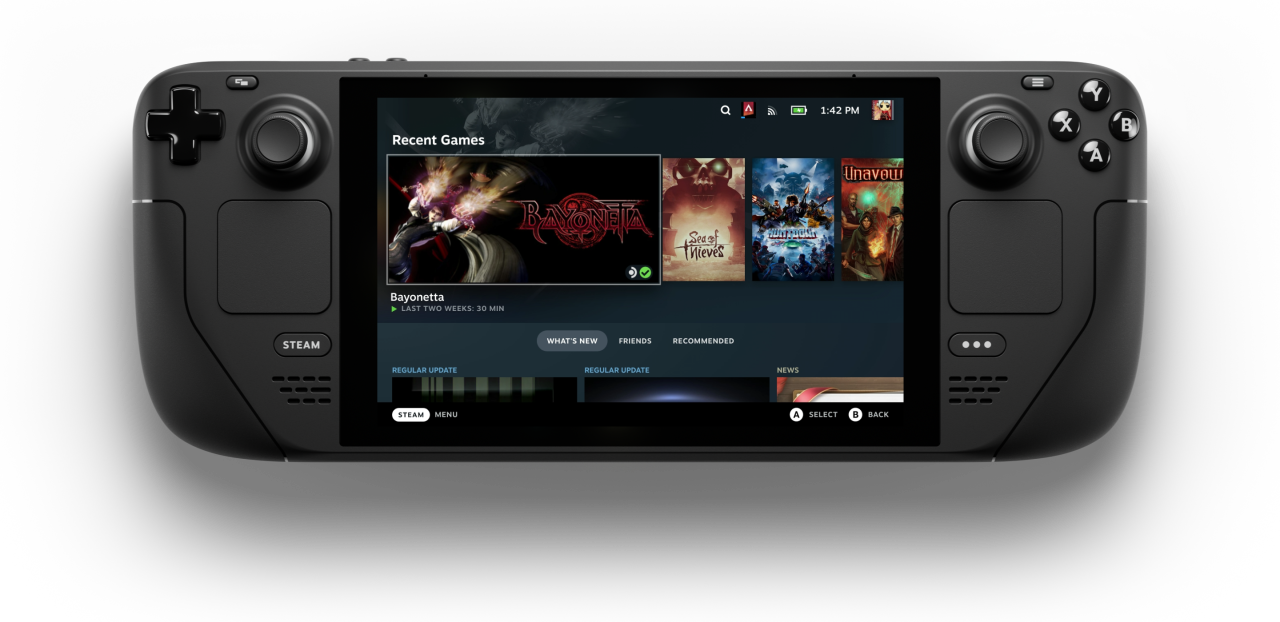 1:42 PM
Recent Games
BAYONETTA
Sea of
Thieves
Unavow
Bayonetta
LAST TWO WEEKS: 30 MIN
WHAT'S NEW
FRIENDS
RECOMMENDED
REGULAR UPDATE
REGULAR UPDATE
NEWS
STEAM
MENU
A
SELECT
B
BACK
Y
X
B
A
STEAM